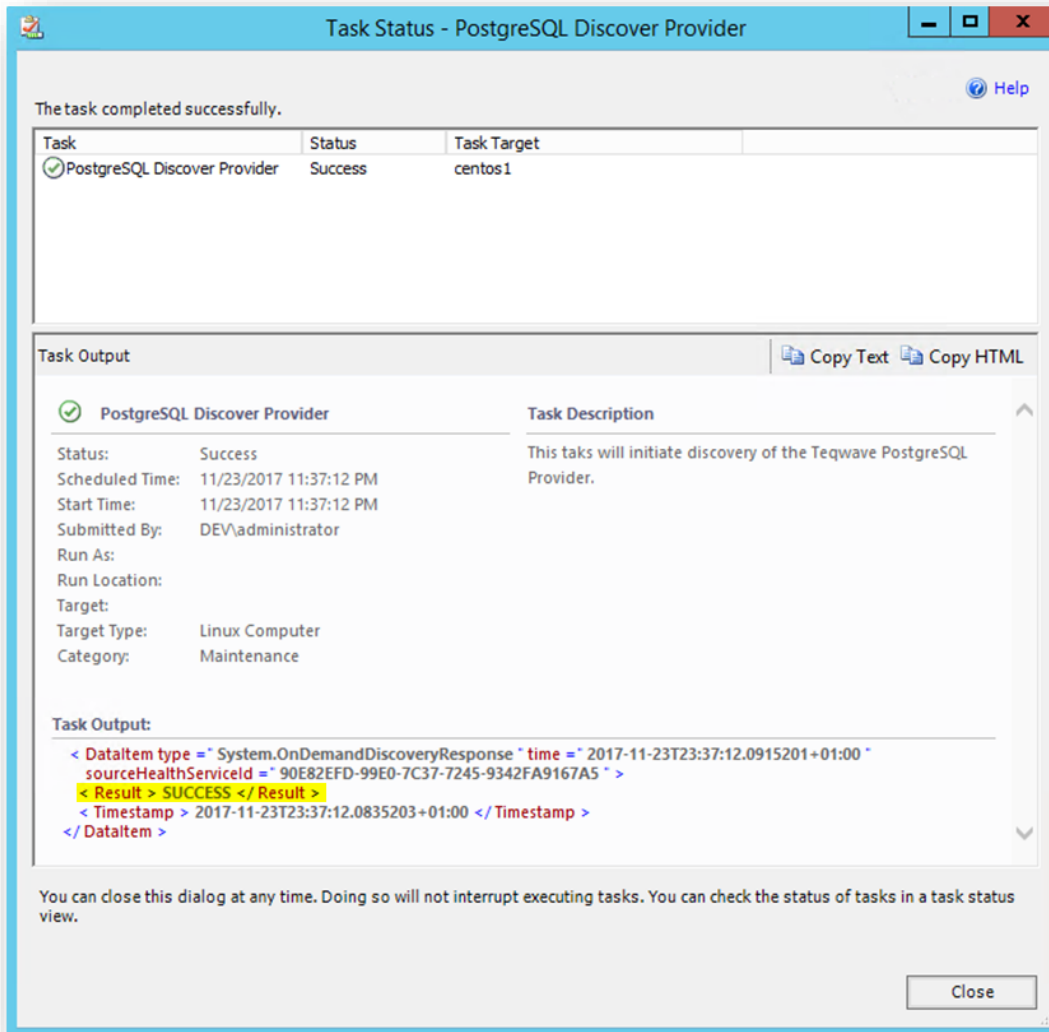 Task Status - PostgreSQL Discover Provider
Help
The task completed successfully.
Task Status Task Target
PostgreSQL Discover Provider Success centos1
Task Output Copy Text Copy HTML
PostgreSQL Discover Provider Task Description
Status: Success This taks will initiate discovery of the Teqwave PostgreSQL
Scheduled Time: 11/23/2017 11:37:12 PM Provider.
Start Time: 11/23/2017 11:37:12 PM
Submitted By: DEV\administrator
Run As:
Run Location:
Target:
Target Type: Linux Computer
Category: Maintenance
Task Output:
< DataItem type =" System.OnDemandDiscoveryResponse " time =" 2017-11-23T23:37:12.0915201+01:00 "
sourceHealthServiceId =" 90E82EFD-99E0-7C37-7245-9342FA9167A5 " >
< Result > SUCCESS </ Result >
< Timestamp > 2017-11-23T23:37:12.0835203+01:00 </ Timestamp >
</ DataItem >
You can close this dialog at any time. Doing so will not interrupt executing tasks. You can check the status of tasks in a task status
view.
Close